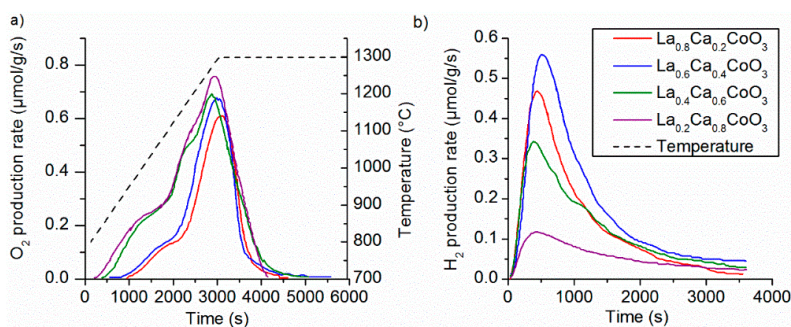 a)
O2 production rate (µmol/g/s)
0.8
0.6
0.4
0.2
0.0
1300
1200
1100
1000
900
800
700
Temperature (°C)
0 1000 2000 3000 4000 5000 6000
Time (s)
b)
H2 production rate (µmol/g/s)
0.6
0.5
0.4
0.3
0.2
0.1
0.0
La0.8Ca0.2CoO3
La0.6Ca0.4CoO3
La0.4Ca0.6CoO3
La0.2Ca0.8CoO3
Temperature
0 1000 2000 3000 4000
Time (s)